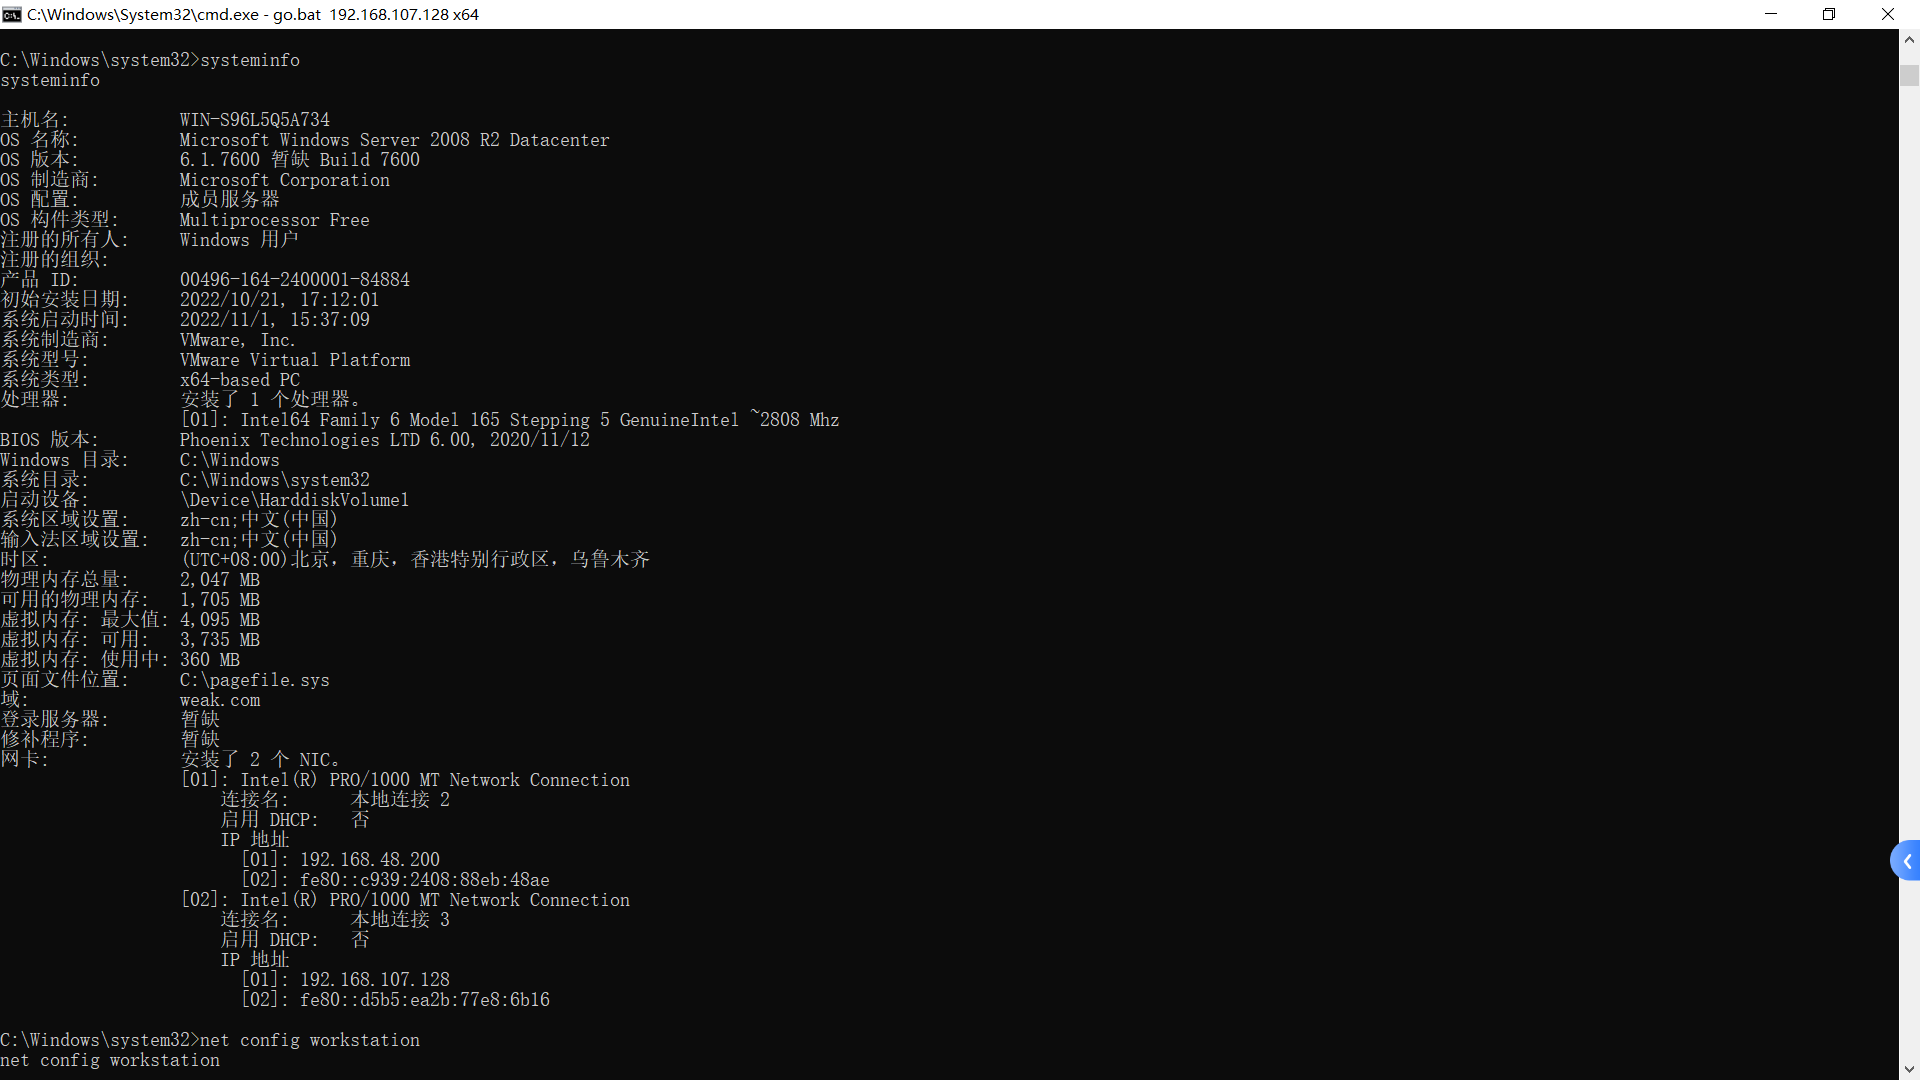 C:\Windows\System32\cmd.exe - go.bat  192.168.107.128 x64
C:\Windows\system32>systeminfo
systeminfo
主机名:           WIN-S96L5Q5A734
OS 名称:          Microsoft Windows Server 2008 R2 Datacenter
OS 版本:          6.1.7600 暂缺 Build 7600
OS 制造商:        Microsoft Corporation
OS 配置:          成员服务器
OS 构件类型:      Multiprocessor Free
注册的所有人:     Windows 用户
注册的组织:
产品 ID:          00496-164-2400001-84884
初始安装日期:     2022/10/21, 17:12:01
系统启动时间:     2022/11/1, 15:37:09
系统制造商:       VMware, Inc.
系统型号:         VMware Virtual Platform
系统类型:         x64-based PC
处理器:           安装了 1 个处理器。
[01]: Intel64 Family 6 Model 165 Stepping 5 GenuineIntel ~2808 Mhz
BIOS 版本:        Phoenix Technologies LTD 6.00, 2020/11/12
Windows 目录:     C:\Windows
系统目录:         C:\Windows\system32
启动设备:         \Device\HarddiskVolume1
系统区域设置:     zh-cn;中文(中国)
输入法区域设置:   zh-cn;中文(中国)
时区:             (UTC+08:00)北京，重庆，香港特别行政区，乌鲁木齐
物理内存总量:     2,047 MB
可用的物理内存:   1,705 MB
虚拟内存: 最大值: 4,095 MB
虚拟内存: 可用:   3,735 MB
虚拟内存: 使用中: 360 MB
页面文件位置:     C:\pagefile.sys
域:               weak.com
登录服务器:       暂缺
修补程序:         暂缺
网卡:             安装了 2 个 NIC。
[01]: Intel(R) PRO/1000 MT Network Connection
连接名:      本地连接 2
启用 DHCP:   否
IP 地址
[01]: 192.168.48.200
[02]: fe80::c939:2408:88eb:48ae
[02]: Intel(R) PRO/1000 MT Network Connection
连接名:      本地连接 3
启用 DHCP:   否
IP 地址
[01]: 192.168.107.128
[02]: fe80::d5b5:ea2b:77e8:6b16
C:\Windows\system32>net config workstation
net config workstation